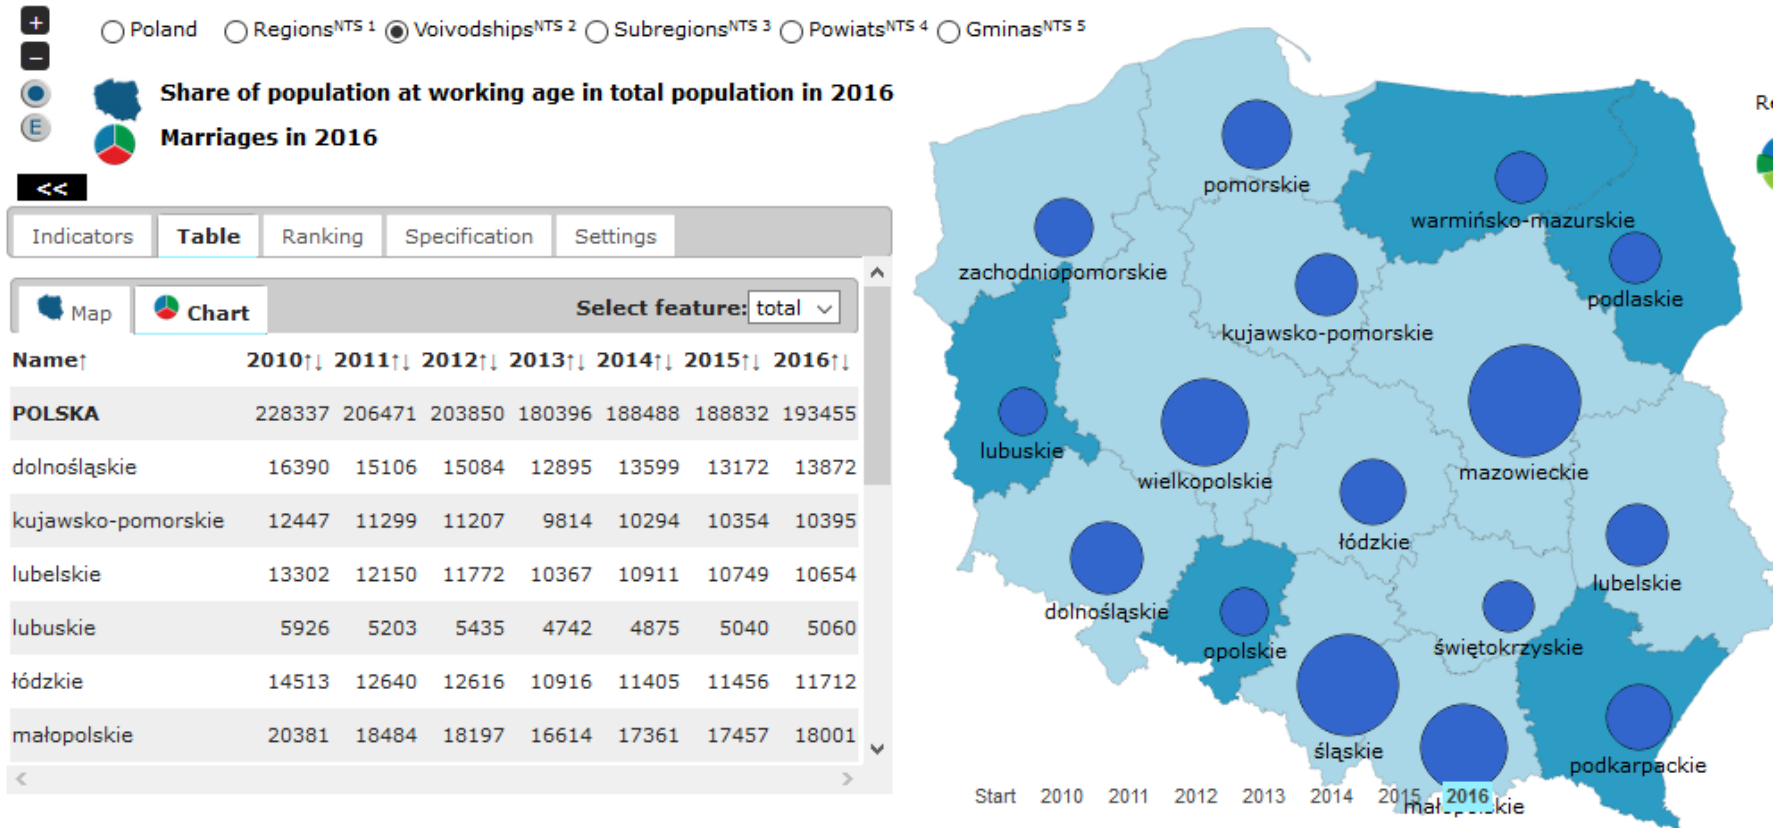 +
Poland RegionsNTS 1 VoivodshipsNTS 2 SubregionsNTS 3 PowiatsNTS 4 GminasNTS 5
−
Share of population at working age in total population in 2016
E
Marriages in 2016
<<
Indicators Table Ranking Specification Settings
Map Chart Select feature: total
Name↑ 2010↑↓ 2011↑↓ 2012↑↓ 2013↑↓ 2014↑↓ 2015↑↓ 2016↑↓
POLSKA 228337 206471 203850 180396 188488 188832 193455
dolnośląskie 16390 15106 15084 12895 13599 13172 13872
kujawsko-pomorskie 12447 11299 11207 9814 10294 10354 10395
lubelskie 13302 12150 11772 10367 10911 10749 10654
lubuskie 5926 5203 5435 4742 4875 5040 5060
łódzkie 14513 12640 12616 10916 11405 11456 11712
małopolskie 20381 18484 18197 16614 17361 17457 18001
pomorskie
warmińsko-mazurskie
zachodniopomorskie
podlaskie
kujawsko-pomorskie
lubuskie
mazowieckie
wielkopolskie
łódzkie
lubelskie
dolnośląskie
świętokrzyskie
opolskie
śląskie
podkarpackie
Start 2010 2011 2012 2013 2014 2015 2016